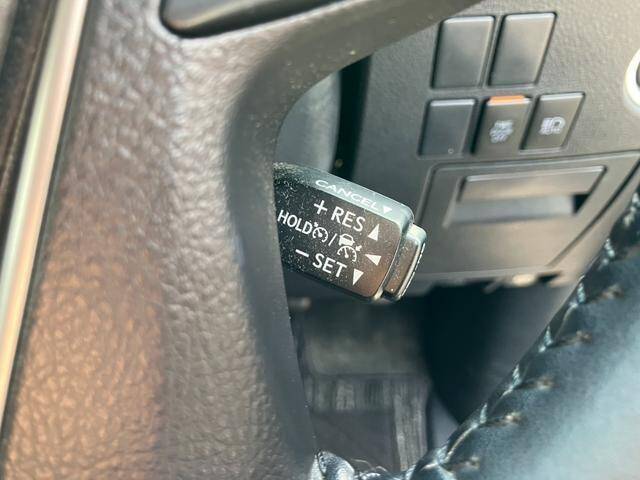 CANCEL▼
+ RES▲
HOLD /
− SET▼